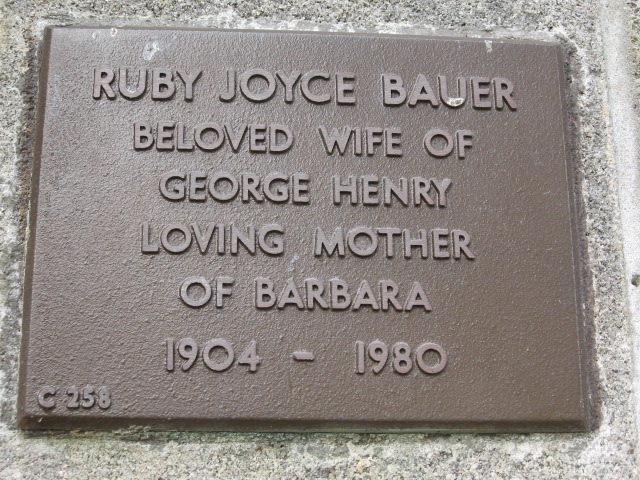 RUBY JOYCE BAUER
BELOVED WIFE OF
GEORGE HENRY
LOVING MOTHER
OF BARBARA
1904 - 1980
C 258